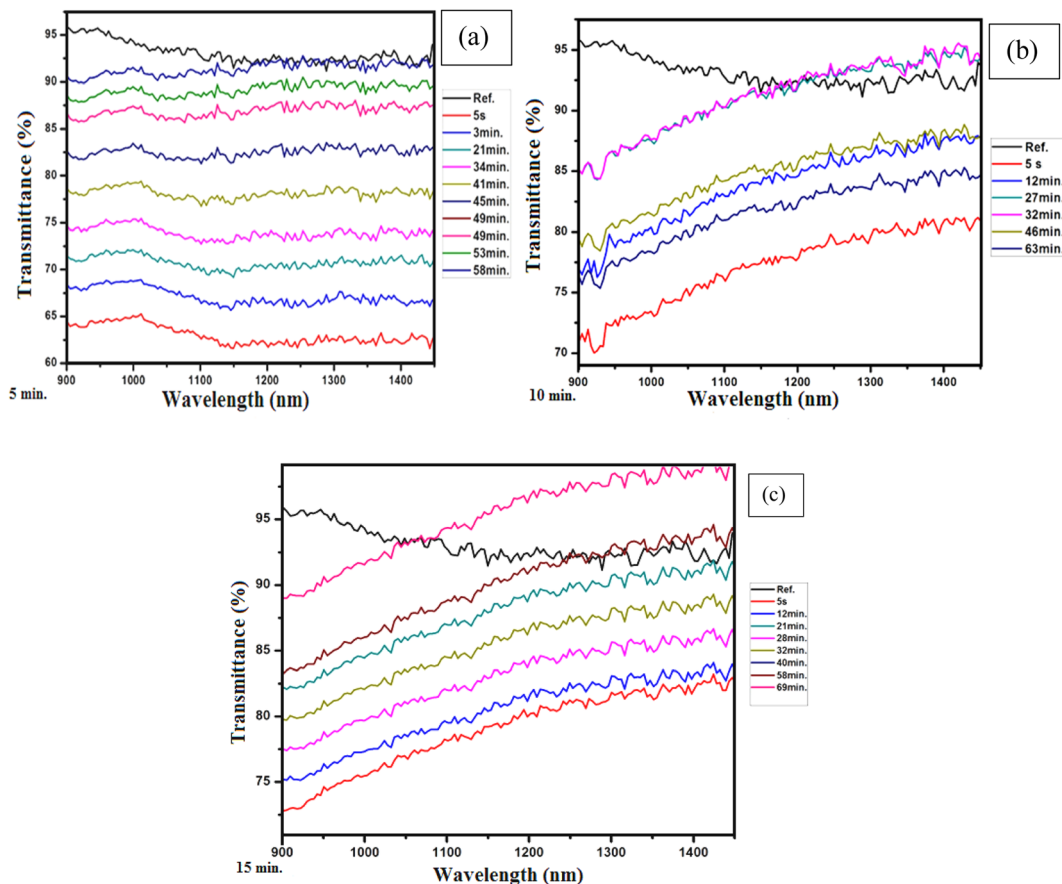 (a)
95
90
85
80
75
70
65
60
Transmittance (%)
900 1000 1100 1200 1300 1400
Wavelength (nm)
5 min.
Ref.
5s
3min.
21min.
34min.
41min.
45min.
49min.
49min.
53min.
58min.
(b)
95
90
85
80
75
70
Transmittance (%)
900 1000 1100 1200 1300 1400
Wavelength (nm)
10 min.
Ref.
5 s
12min.
27min.
32min.
46min.
63min.
(c)
95
90
85
80
75
Transmittance (%)
900 1000 1100 1200 1300 1400
Wavelength (nm)
15 min.
Ref.
5s
12min.
21min.
28min.
32min.
40min.
58min.
69min.